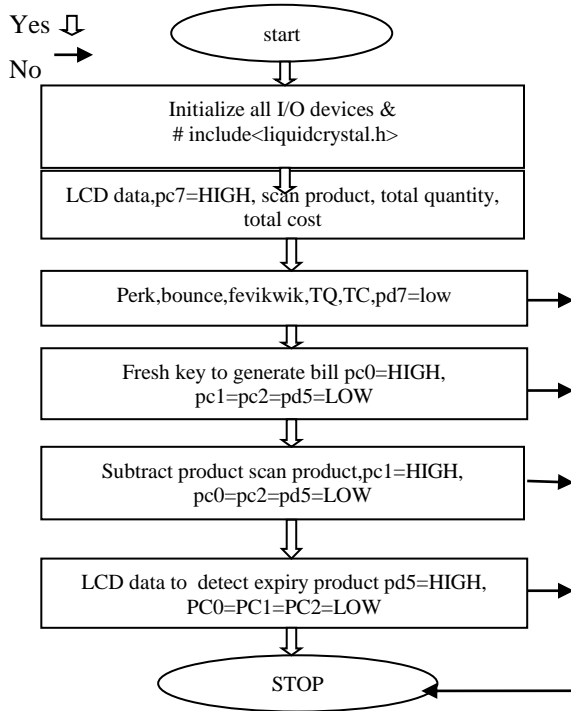 Yes
No
start
Initialize all I/O devices &
# include<liquidcrystal.h>
LCD data,pc7=HIGH, scan product, total quantity,
total cost
Perk,bounce,fevikwik,TQ,TC,pd7=low
Fresh key to generate bill pc0=HIGH,
pc1=pc2=pd5=LOW
Subtract product scan product,pc1=HIGH,
pc0=pc2=pd5=LOW
LCD data to  detect expiry product pd5=HIGH,
PC0=PC1=PC2=LOW
STOP